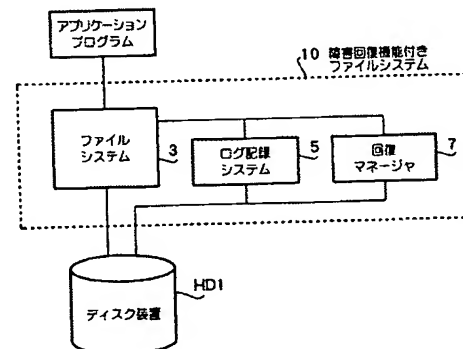 アプリケーション
プログラム
10 障害回復機能付き
ファイルシステム
ファイル
システム
3
ログ記録
システム
5
回復
マネージャ
7
ディスク装置
HD1